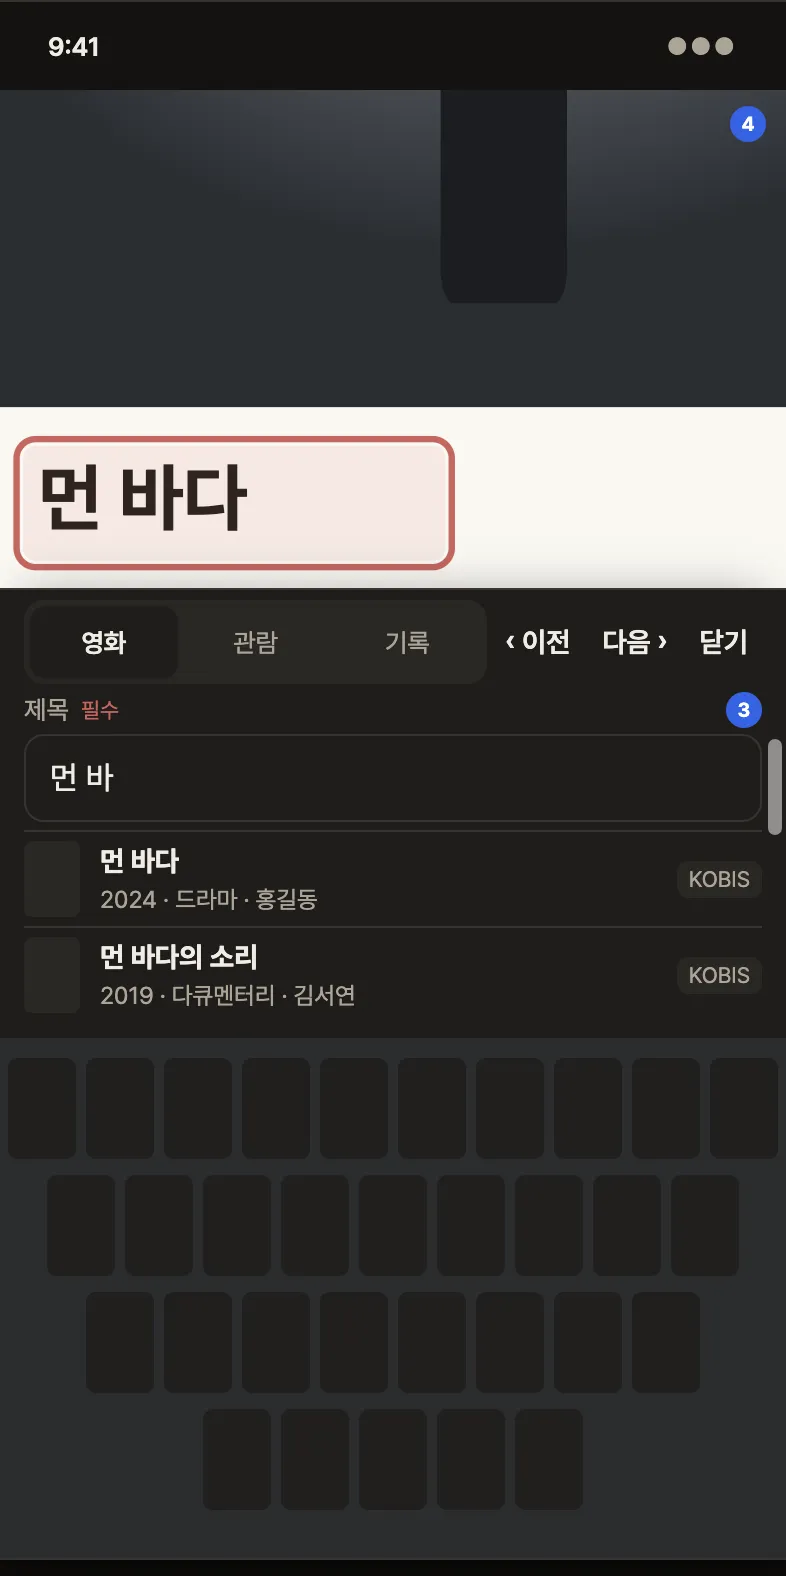 9:41
4
먼 바다
영화 관람 기록 ‹ 이전 다음 › 닫기
제목 필수 3
먼 바
먼 바다
2024 · 드라마 · 홍길동
KOBIS
먼 바다의 소리
2019 · 다큐멘터리 · 김서연
KOBIS